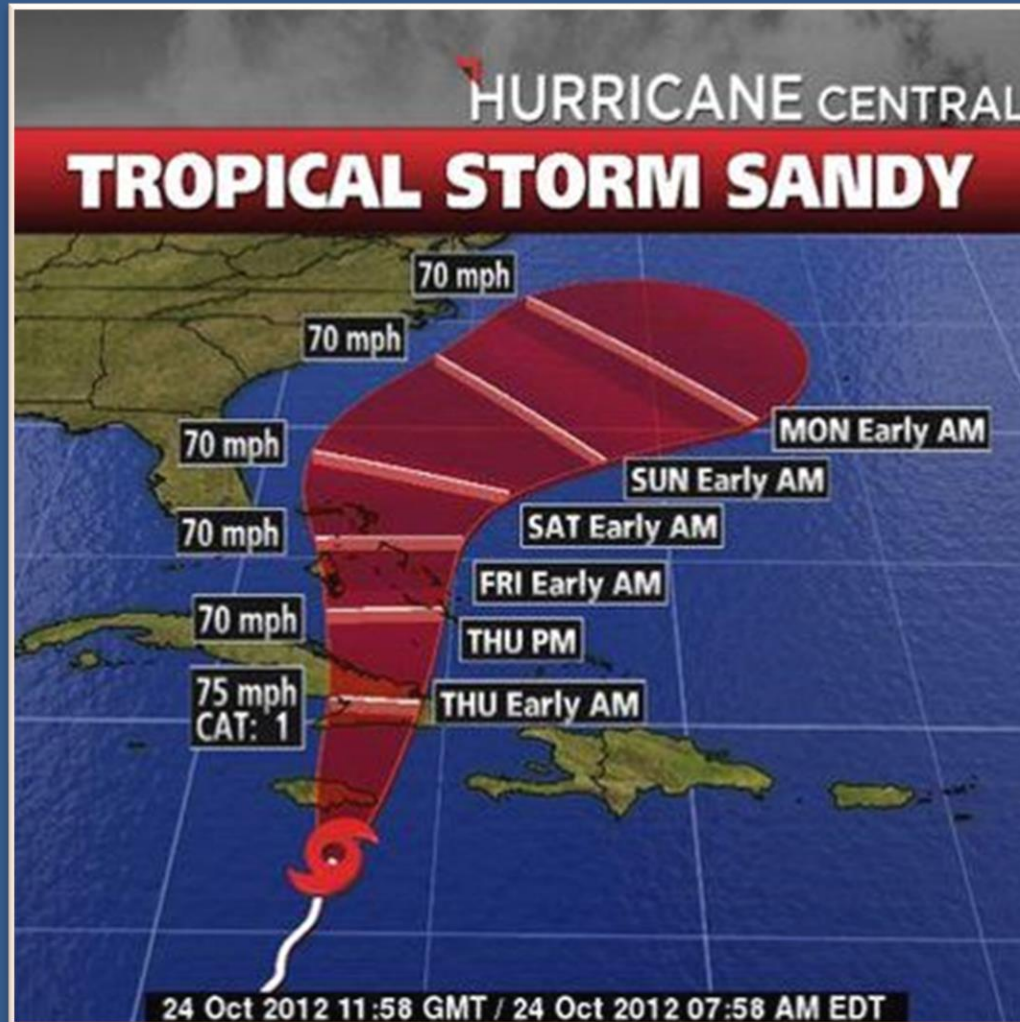 HURRICANE CENTRAL
TROPICAL STORM SANDY
70 mph
70 mph
MON Early AM
70 mph
SUN Early AM
SAT Early AM
70 mph
FRI Early AM
70 mph
THU PM
75 mph
CAT: 1
THU Early AM
24 Oct 2012 11:58 GMT / 24 Oct 2012 07:58 AM EDT